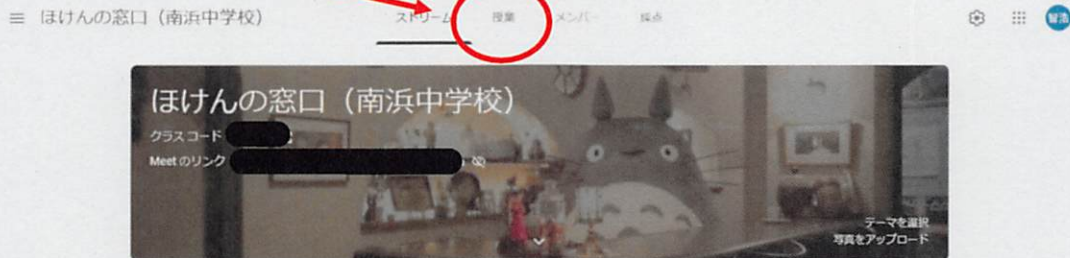 ほけんの窓口（南浜中学校）
ストリーム 授業 メンバー 採点
智浩
ほけんの窓口（南浜中学校）
クラスコード
Meet のリンク
テーマを選択
写真をアップロード